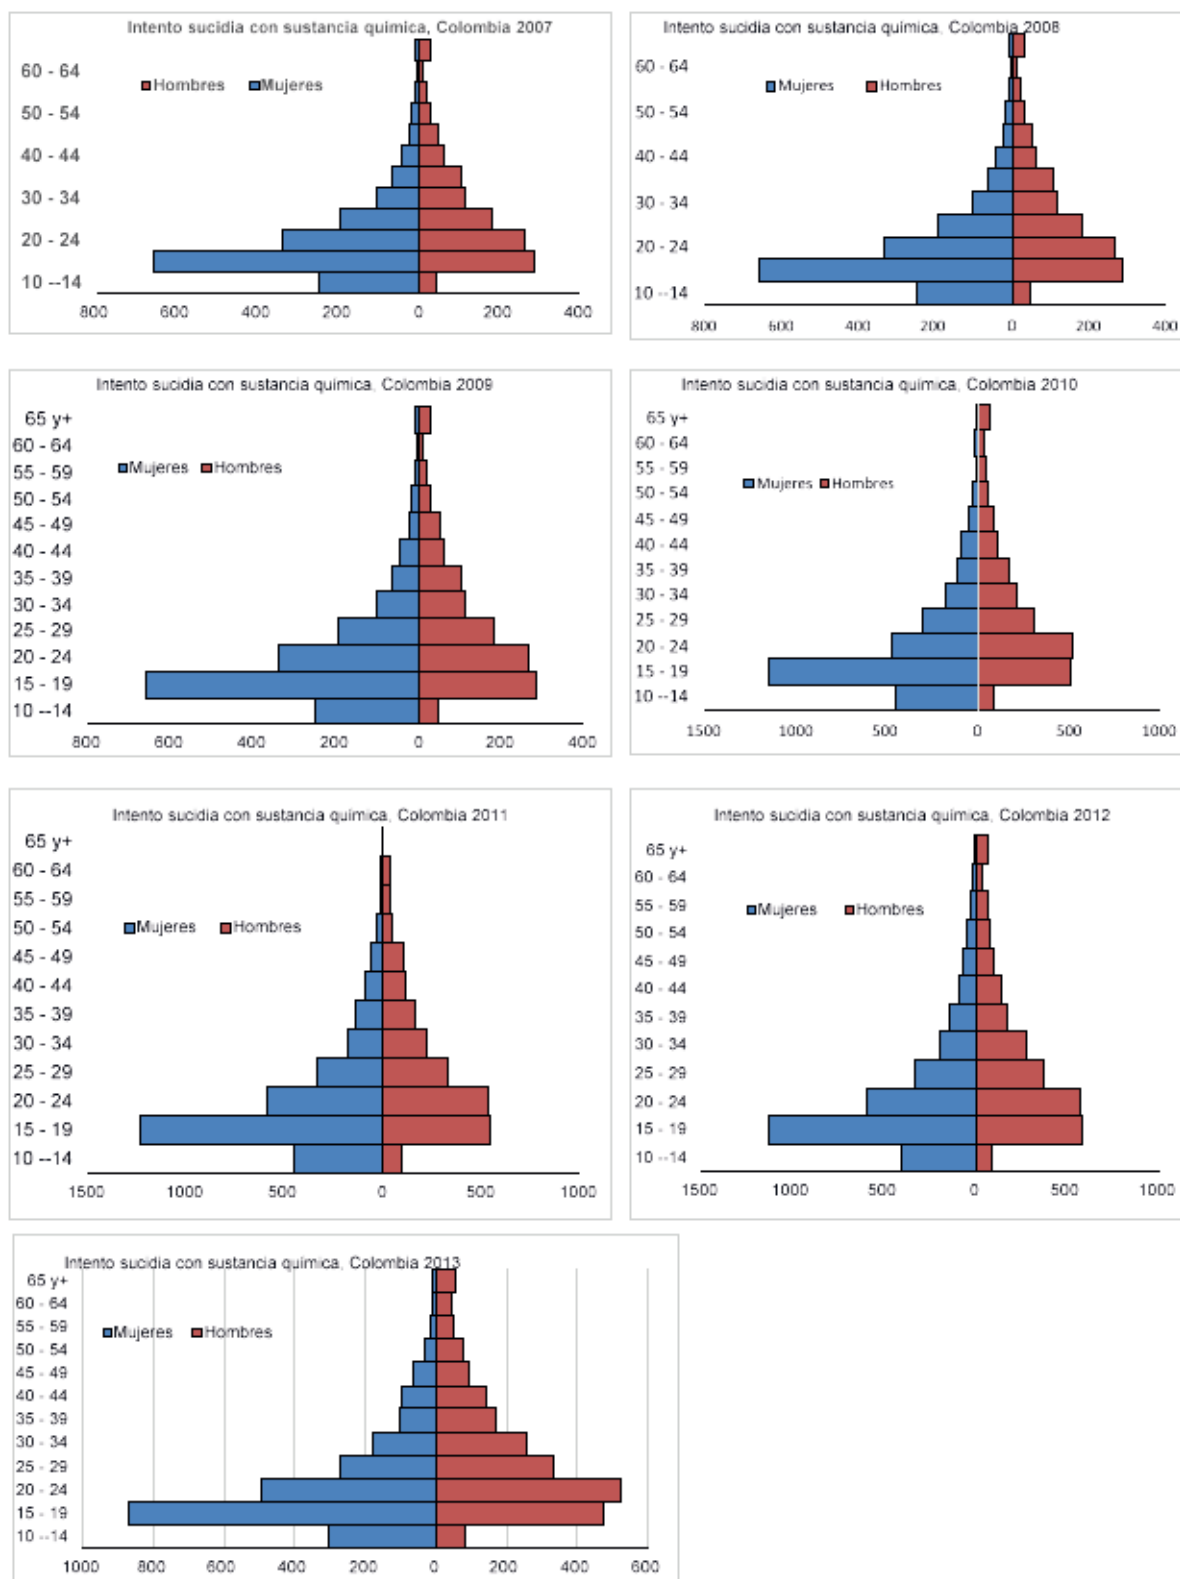 Intento sucidia con sustancia quimica, Colombia 2007
60 - 64
Hombres Mujeres
50 - 54
40 - 44
30 - 34
20 - 24
10 --14
800 600 400 200 0 200 400
Intento sucidia con sustancia química, Colombia 2008
60 - 64
Mujeres Hombres
50 - 54
40 - 44
30 - 34
20 - 24
10 --14
800 600 400 200 0 200 400
Intento sucidia con sustancia química, Colombia 2009
65 y+
60 - 64
55 - 59
Mujeres Hombres
50 - 54
45 - 49
40 - 44
35 - 39
30 - 34
25 - 29
20 - 24
15 - 19
10 --14
800 600 400 200 0 200 400
Intento sucidia con sustancia química, Colombia 2010
65 y+
60 - 64
55 - 59
Mujeres Hombres
50 - 54
45 - 49
40 - 44
35 - 39
30 - 34
25 - 29
20 - 24
15 - 19
10 --14
1500 1000 500 0 500 1000
Intento sucidia con sustancia química, Colombia 2011
65 y+
60 - 64
55 - 59
50 - 54
Mujeres Hombres
45 - 49
40 - 44
35 - 39
30 - 34
25 - 29
20 - 24
15 - 19
10 --14
1500 1000 500 0 500 1000
Intento sucidia con sustancia química, Colombia 2012
65 y+
60 - 64
55 - 59
Mujeres Hombres
50 - 54
45 - 49
40 - 44
35 - 39
30 - 34
25 - 29
20 - 24
15 - 19
10 --14
1500 1000 500 0 500 1000
Intento sucidia con sustancia química, Colombia 2013
65 y+
60 - 64
55 - 59
Mujeres Hombres
50 - 54
45 - 49
40 - 44
35 - 39
30 - 34
25 - 29
20 - 24
15 - 19
10 --14
1000 800 600 400 200 0 200 400 600